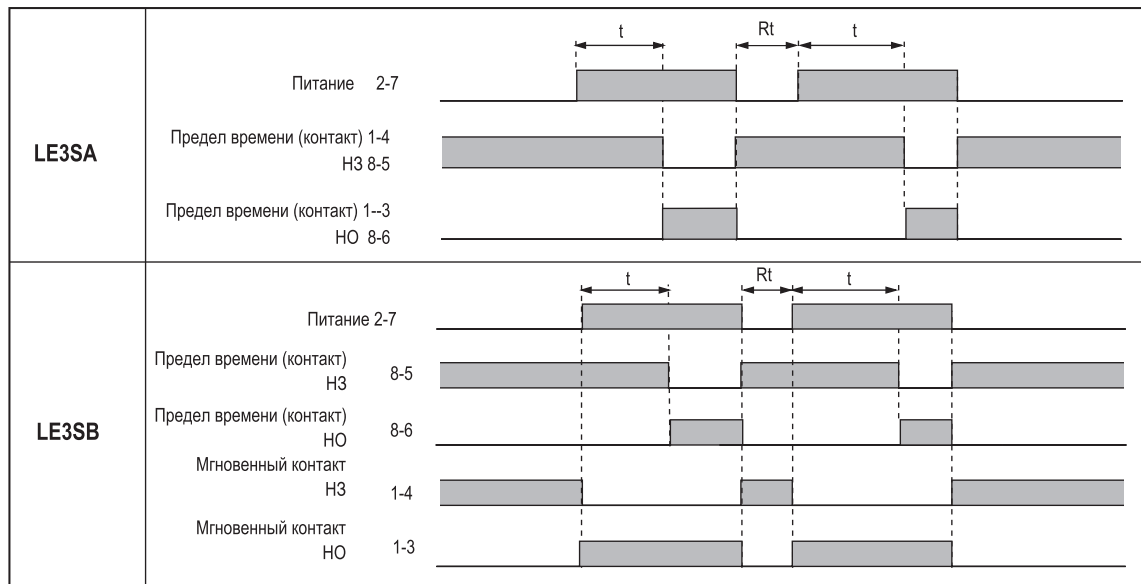 t Rt t
Питание 2-7
LE3SA
Предел времени (контакт) 1-4
НЗ 8-5
Предел времени (контакт) 1--3
НО 8-6
t Rt t
Питание 2-7
LE3SB
Предел времени (контакт)
НЗ 8-5
Предел времени (контакт)
НО 8-6
Мгновенный контакт
НЗ 1-4
Мгновенный контакт
НО 1-3